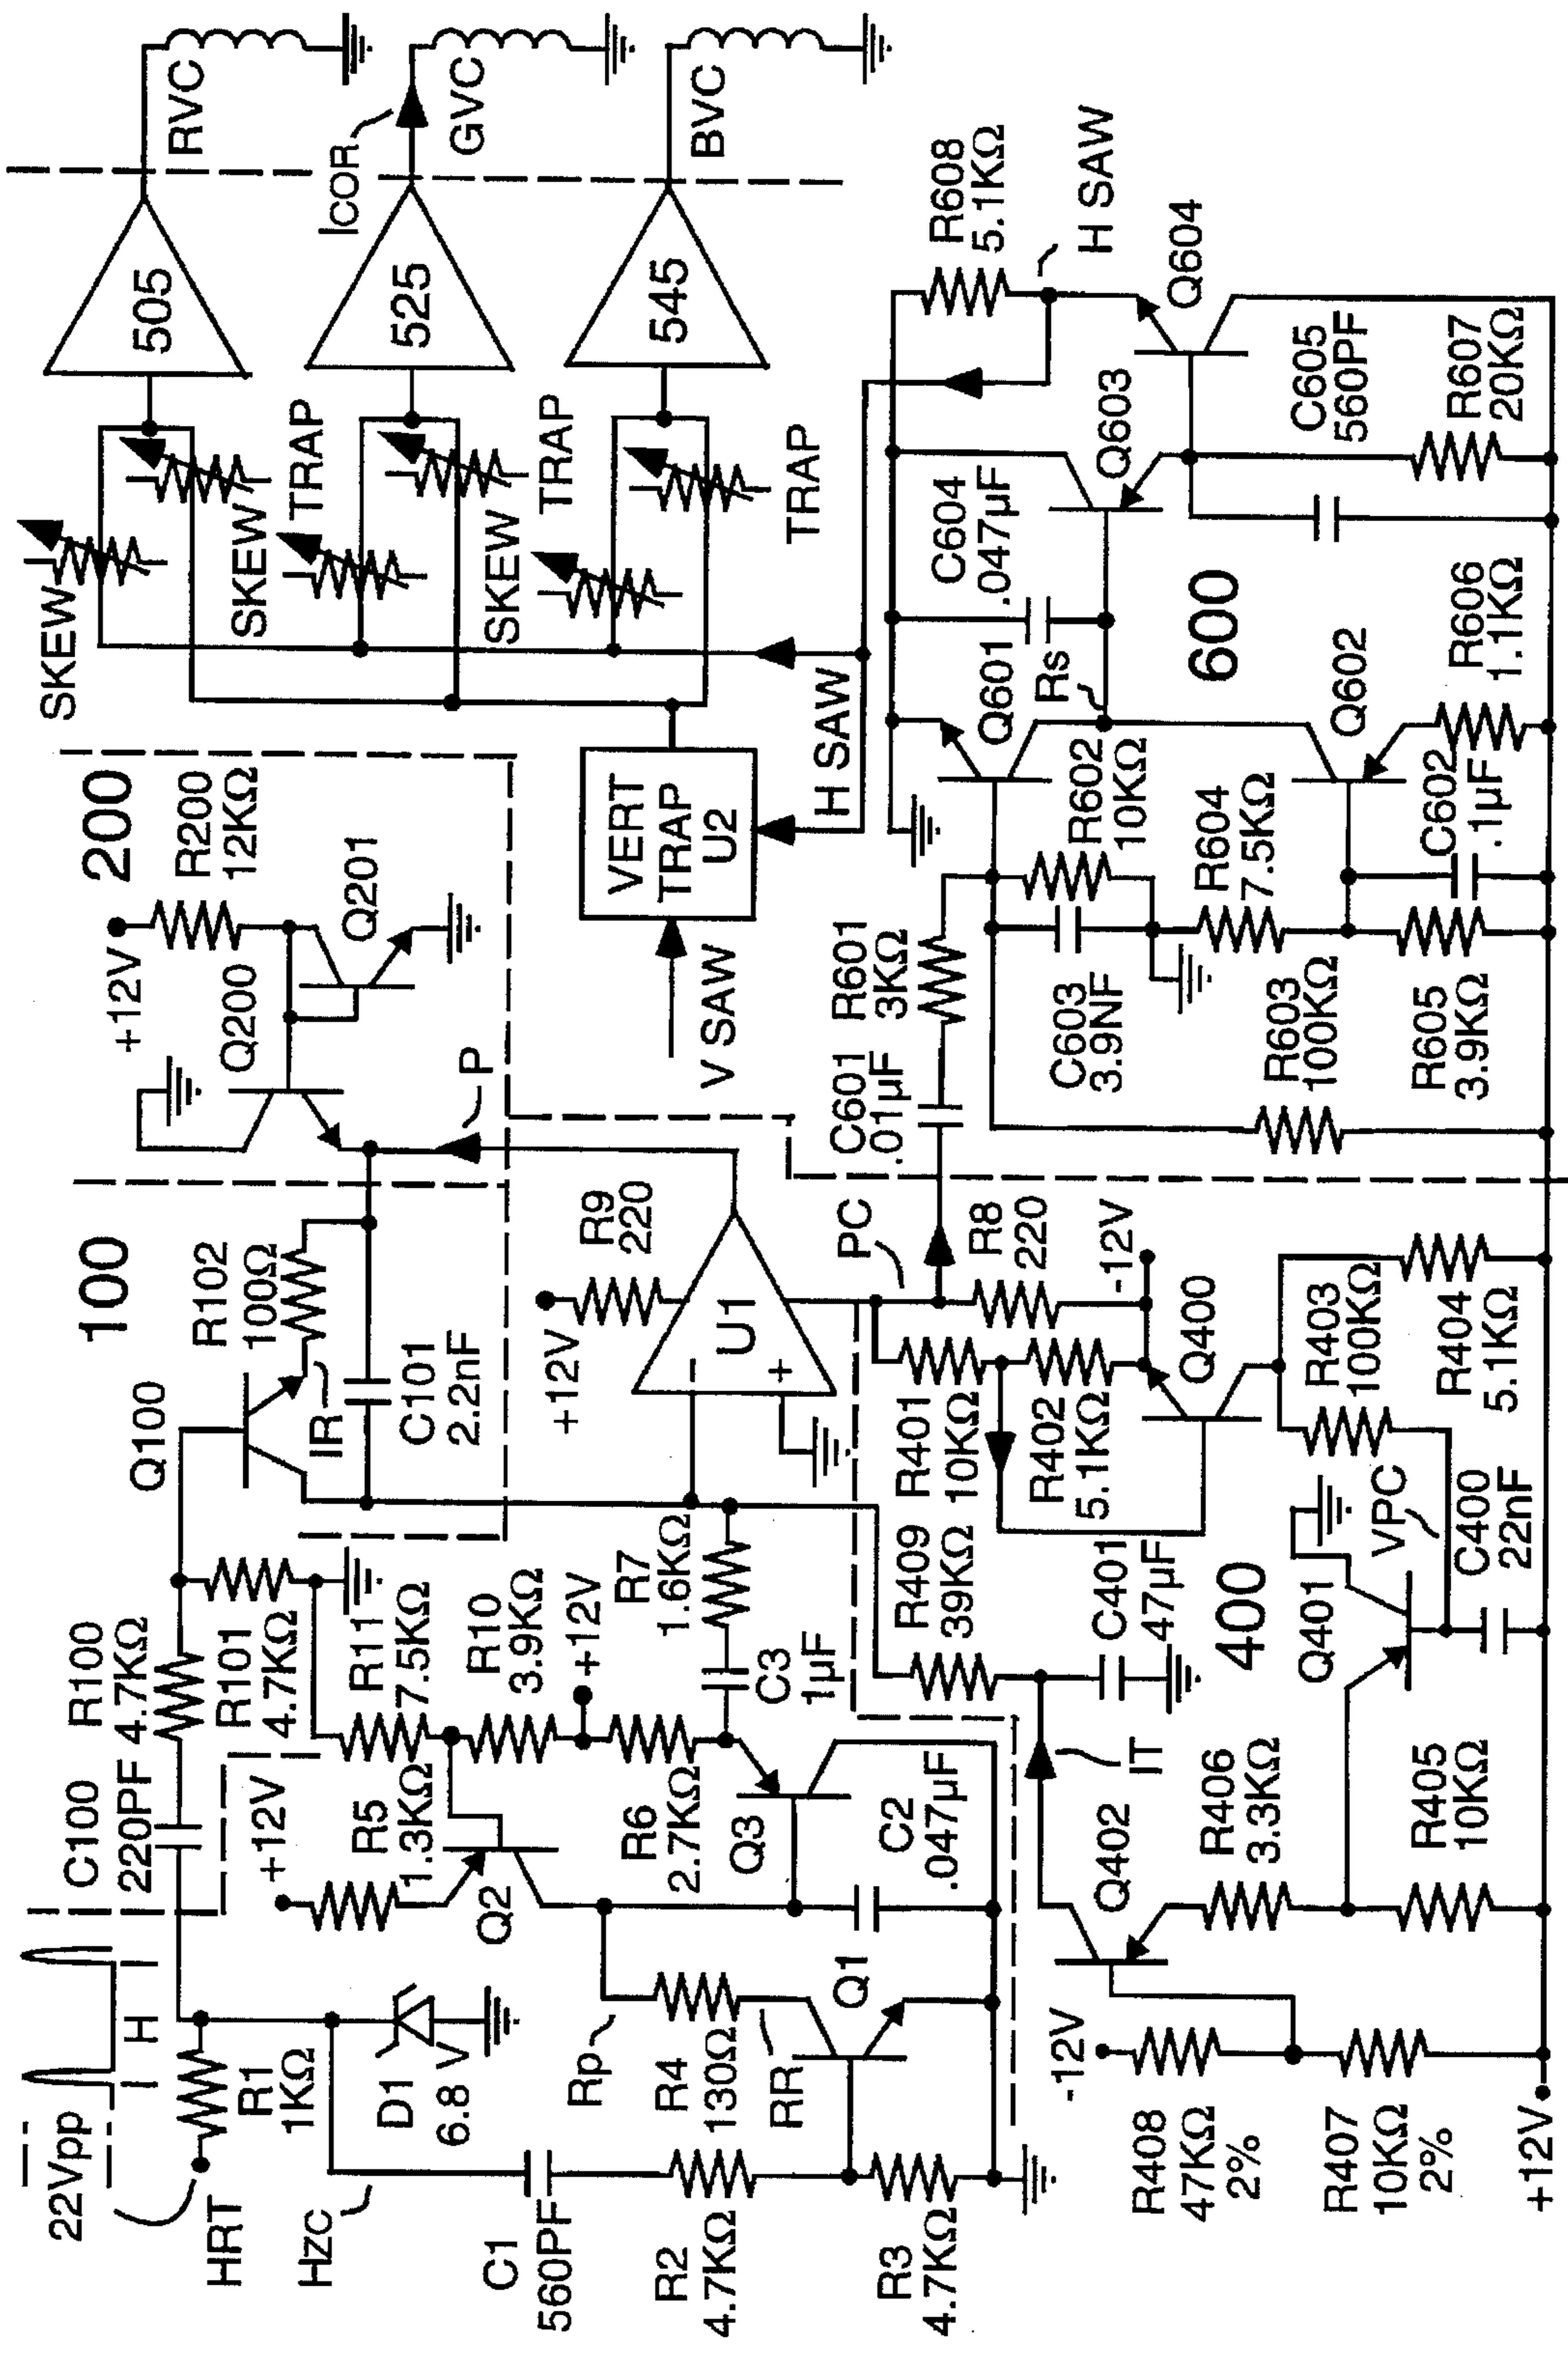 22Vpp
H
HRT
R1
1KΩ
HZC
D1
6.8 V
C1
560PF
R2
4.7KΩ
R3
4.7KΩ
Rp
R4
130Ω
RR
Q1
C100
220PF
R100
4.7KΩ
R101
4.7KΩ
+12V
R5
1.3KΩ
Q2
R11
7.5KΩ
R10
3.9KΩ
+12V
R6
2.7KΩ
Q3
C2
.047µF
C3
1µF
R7
1.6KΩ
100
Q100
R102
100Ω
IR
C101
2.2nF
200
+12V
R200
12KΩ
Q200
Q201
P
+12V
R9
220
U1
-
+
PC
R8
220
-12V
R401
10KΩ
R402
5.1KΩ
Q400
R403
100KΩ
R404
5.1KΩ
R409
39KΩ
C401
47µF
400
Q401
VPC
C400
22nF
IT
Q402
R406
3.3KΩ
R405
10KΩ
-12V
R408
47KΩ
2%
R407
10KΩ
2%
+12V
V SAW
VERT
TRAP
U2
H SAW
SKEW
SKEW
SKEW
TRAP
TRAP
TRAP
505
525
545
ICOR
RVC
GVC
BVC
C601
.01µF
R601
3KΩ
C603
3.9NF
R602
10KΩ
R603
100KΩ
R604
7.5KΩ
R605
3.9KΩ
C602
.1µF
Q601
Rs
Q602
R606
1.1KΩ
600
C604
.047µF
Q603
C605
560PF
R607
20KΩ
Q604
R608
5.1KΩ
H SAW